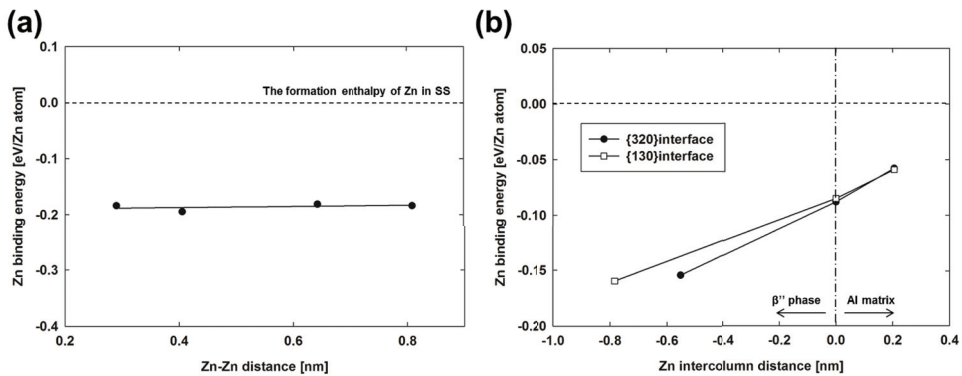 (a)
0.1
0.0
-0.1
-0.2
-0.3
-0.4
Zn binding energy [eV/Zn atom]
The formation enthalpy of Zn in SS
0.2
0.4
0.6
0.8
Zn-Zn distance [nm]
(b)
0.05
0.00
-0.05
-0.10
-0.15
-0.20
Zn binding energy [eV/Zn atom]
{320}interface
{130}interface
β'' phase
Al matrix
-1.0
-0.8
-0.6
-0.4
-0.2
0.0
0.2
0.4
Zn intercolumn distance [nm]